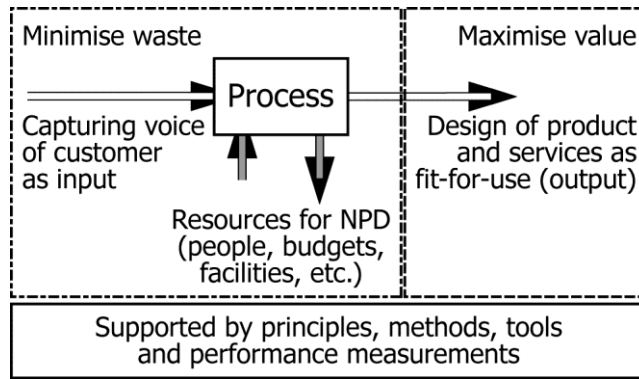 Minimise waste
Maximise value
Process
Capturing voice
of customer
as input
Design of product
and services as
fit-for-use (output)
Resources for NPD
(people, budgets,
facilities, etc.)
Supported by principles, methods, tools
and performance measurements